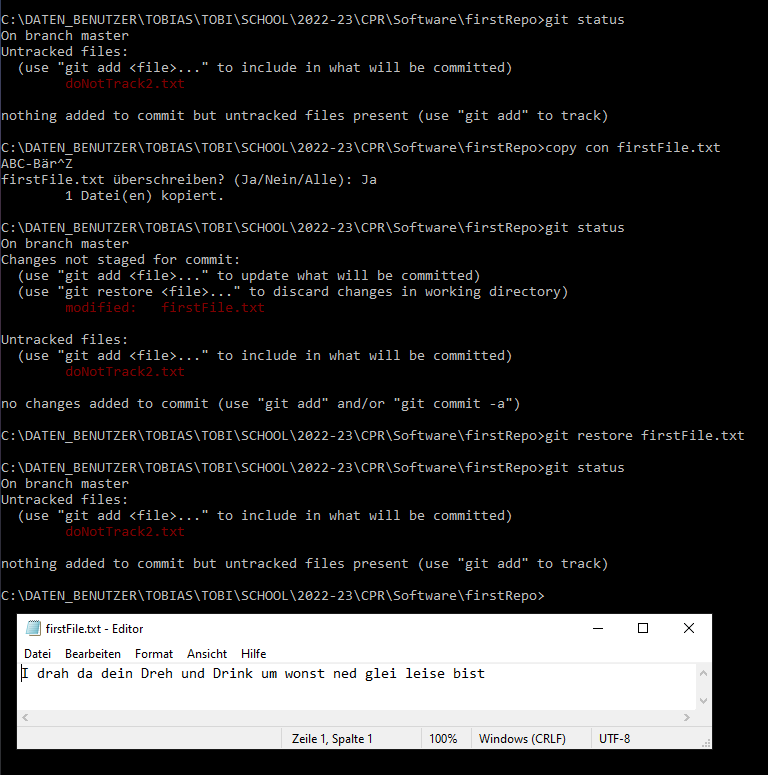 C:\DATEN_BENUTZER\TOBIAS\TOBI\SCHOOL\2022-23\CPR\Software\firstRepo>git status
On branch master
Untracked files:
  (use "git add <file>..." to include in what will be committed)
        doNotTrack2.txt

nothing added to commit but untracked files present (use "git add" to track)

C:\DATEN_BENUTZER\TOBIAS\TOBI\SCHOOL\2022-23\CPR\Software\firstRepo>copy con firstFile.txt
ABC-Bär^Z
firstFile.txt überschreiben? (Ja/Nein/Alle): Ja
        1 Datei(en) kopiert.

C:\DATEN_BENUTZER\TOBIAS\TOBI\SCHOOL\2022-23\CPR\Software\firstRepo>git status
On branch master
Changes not staged for commit:
  (use "git add <file>..." to update what will be committed)
  (use "git restore <file>..." to discard changes in working directory)
        modified:   firstFile.txt

Untracked files:
  (use "git add <file>..." to include in what will be committed)
        doNotTrack2.txt

no changes added to commit (use "git add" and/or "git commit -a")

C:\DATEN_BENUTZER\TOBIAS\TOBI\SCHOOL\2022-23\CPR\Software\firstRepo>git restore firstFile.txt

C:\DATEN_BENUTZER\TOBIAS\TOBI\SCHOOL\2022-23\CPR\Software\firstRepo>git status
On branch master
Untracked files:
  (use "git add <file>..." to include in what will be committed)
        doNotTrack2.txt

nothing added to commit but untracked files present (use "git add" to track)

C:\DATEN_BENUTZER\TOBIAS\TOBI\SCHOOL\2022-23\CPR\Software\firstRepo>
firstFile.txt - Editor
Datei Bearbeiten Format Ansicht Hilfe
I drah da dein Dreh und Drink um wonst ned glei leise bist
Zeile 1, Spalte 1 100% Windows (CRLF) UTF-8